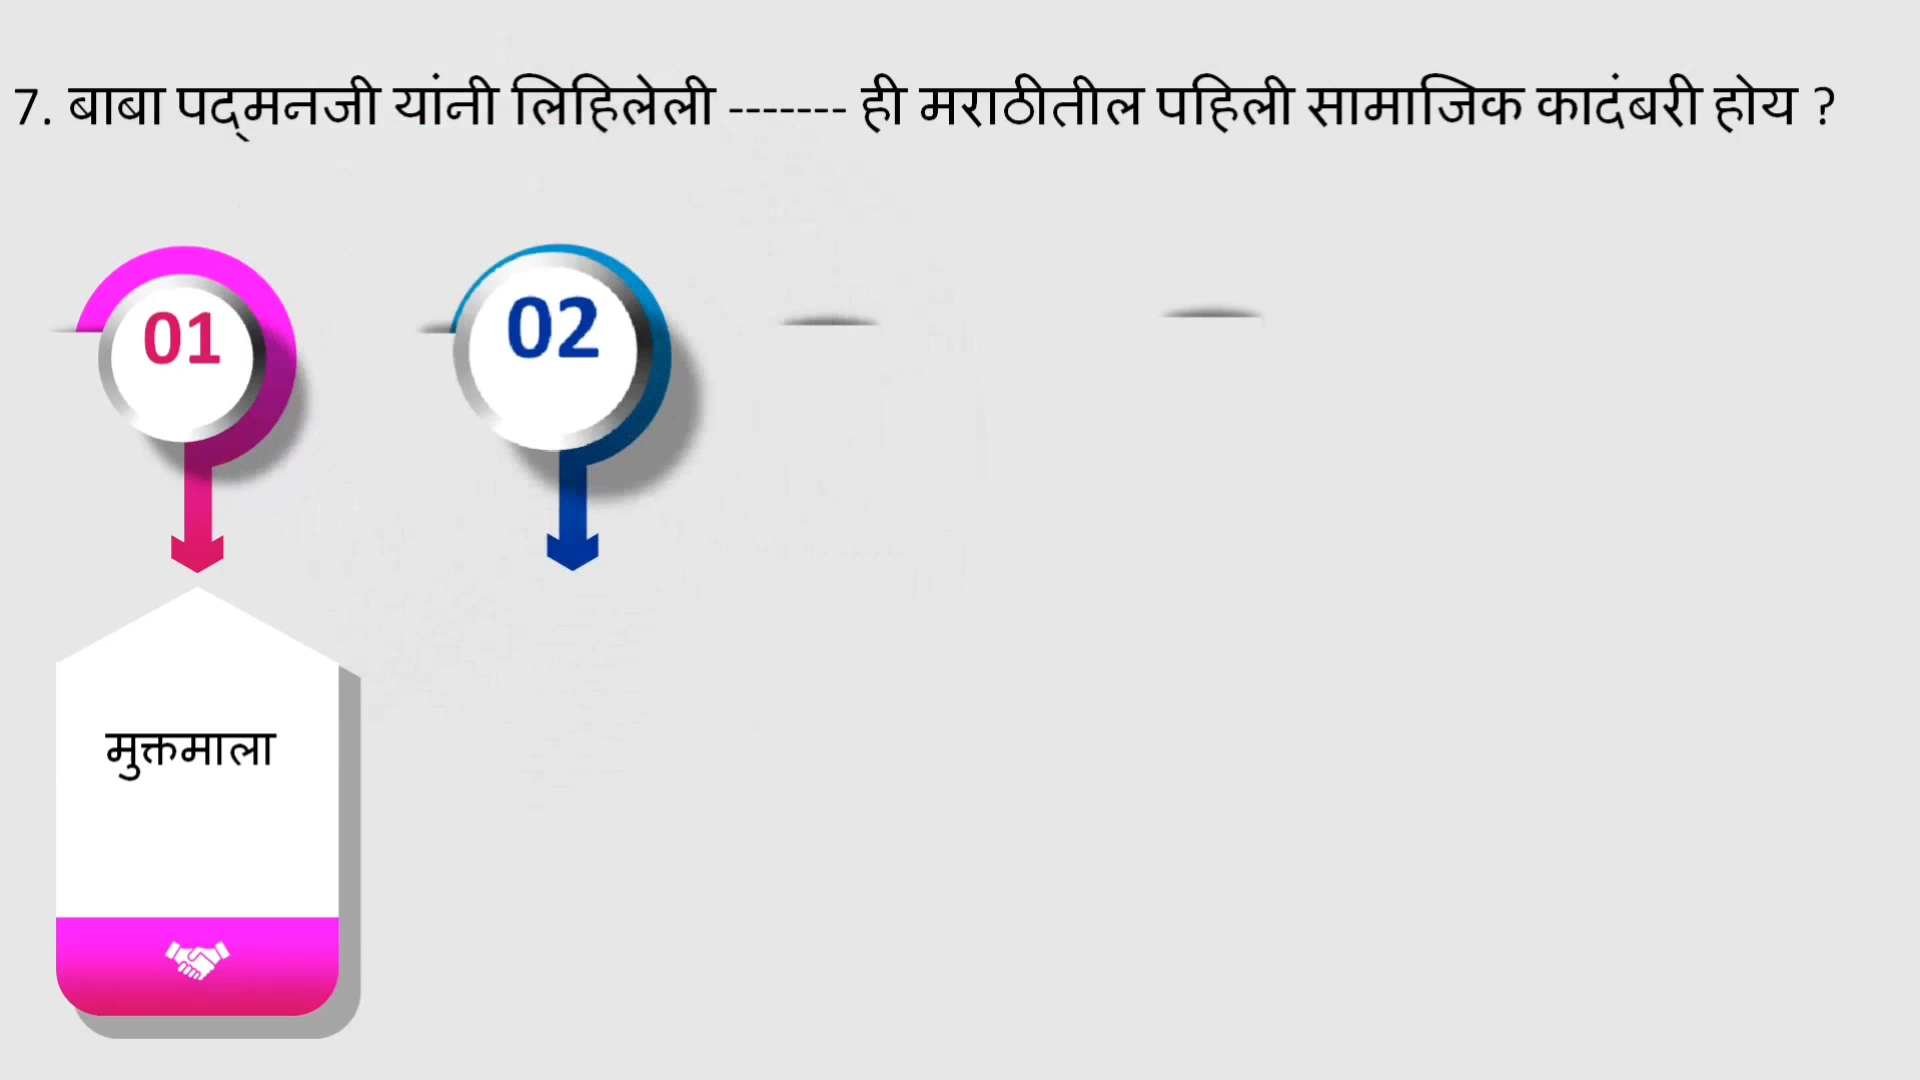 7. बाबा पद्‌मनजी यांनी लिहिलेली ------- ही मराठीतील पहिली सामाजिक कादंबरी होय ?
01
02
मुक्तमाला